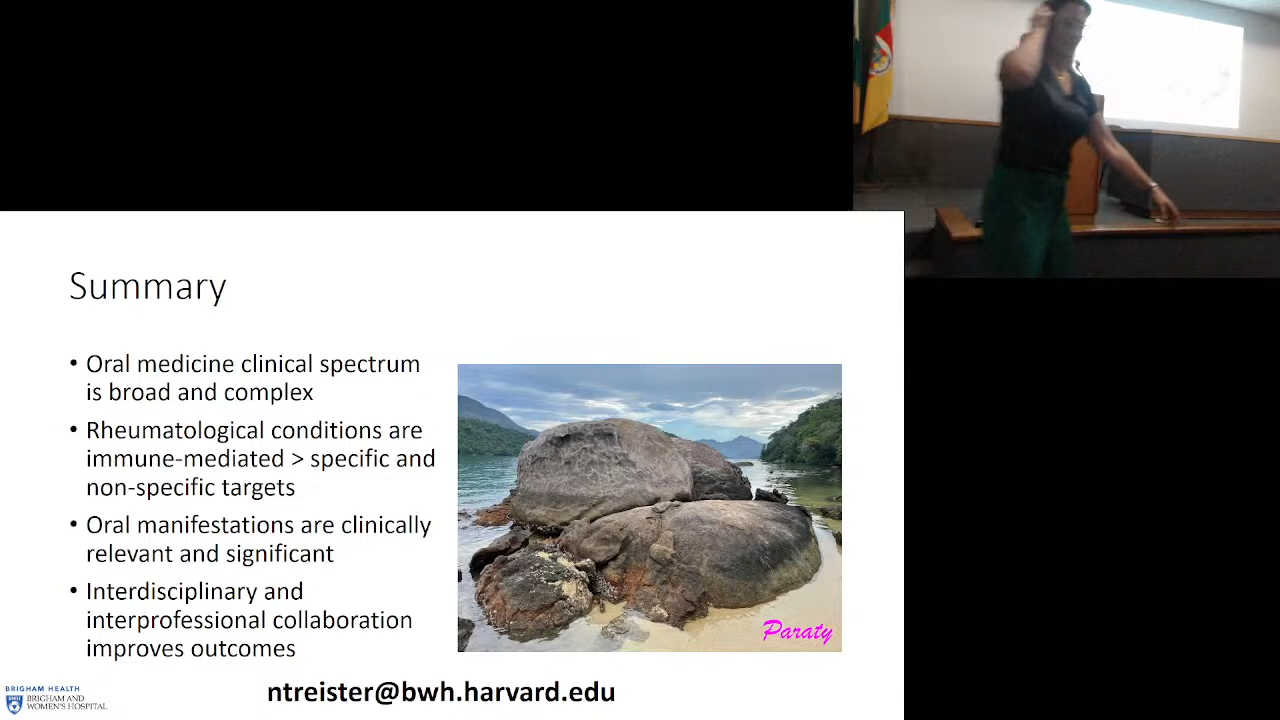 Summary
• Oral medicine clinical spectrum
is broad and complex
• Rheumatological conditions are
immune-mediated > specific and
non-specific targets
• Oral manifestations are clinically
relevant and significant
• Interdisciplinary and
interprofessional collaboration
improves outcomes
Paraty
BRIGHAM HEALTH
BRIGHAM AND
WOMEN'S HOSPITAL
ntreister@bwh.harvard.edu